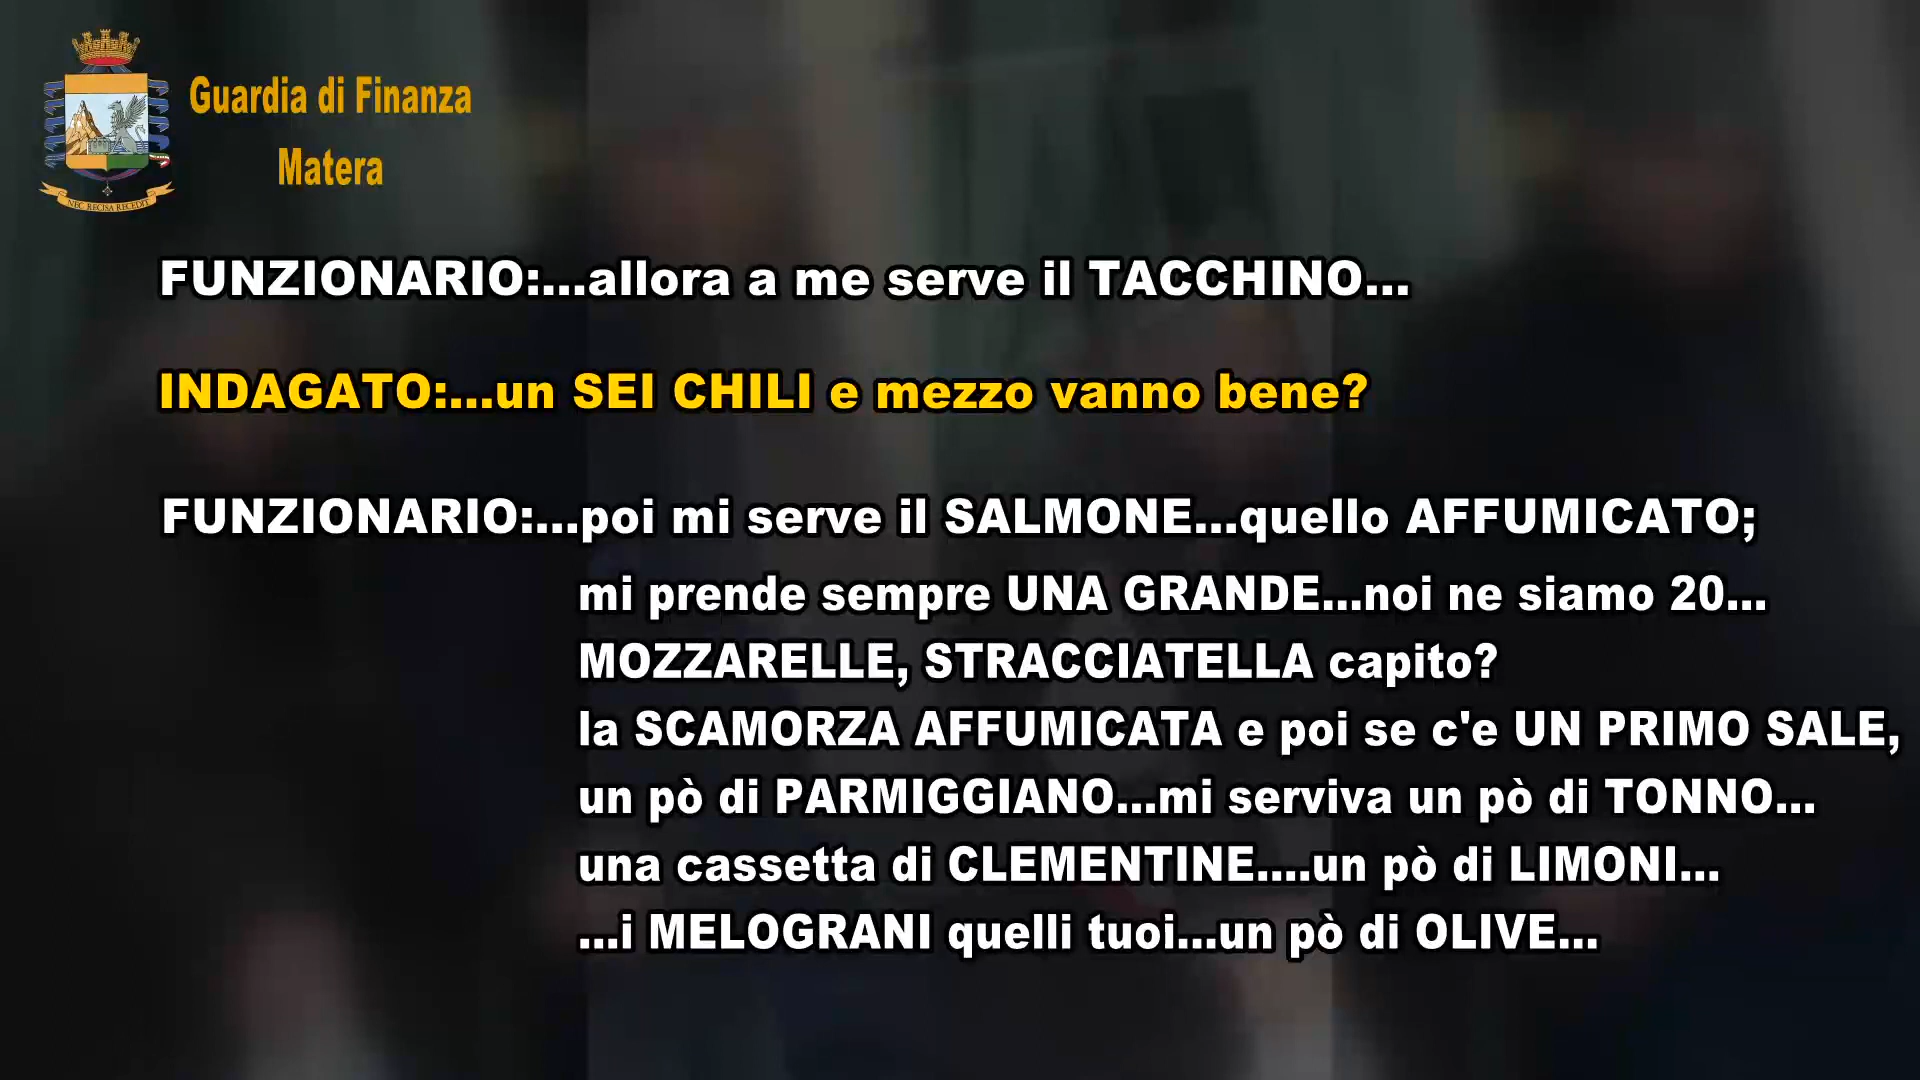 Guardia di Finanza
Matera
NEC RECISA RECEDIT
FUNZIONARIO:...allora a me serve il TACCHINO...
INDAGATO:...un SEI CHILI e mezzo vanno bene?
FUNZIONARIO:...poi mi serve il SALMONE...quello AFFUMICATO;
mi prende sempre UNA GRANDE...noi ne siamo 20...
MOZZARELLE, STRACCIATELLA capito?
la SCAMORZA AFFUMICATA e poi se c'e UN PRIMO SALE,
un pò di PARMIGGIANO...mi serviva un pò di TONNO...
una cassetta di CLEMENTINE....un pò di LIMONI...
...i MELOGRANI quelli tuoi...un pò di OLIVE...